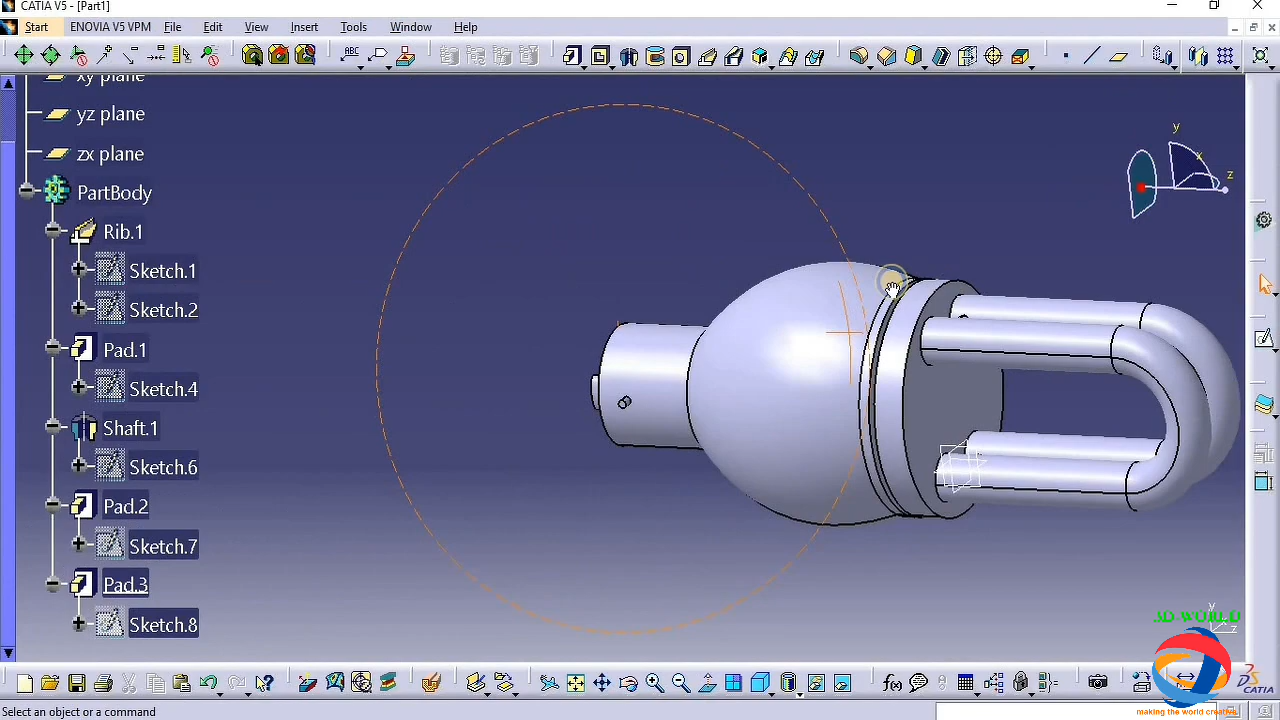 CATIA V5 - [Part1]
Start ENOVIA V5 VPM File Edit View Insert Tools Window Help
ABC
xy plane
yz plane
zx plane
PartBody
Rib.1
Sketch.1
Sketch.2
Pad.1
Sketch.4
Shaft.1
Sketch.6
Pad.2
Sketch.7
Pad.3
Sketch.8
y
x
z
y
x
z
3D-WORLD
making the world creative
f(x)
CATIA
Select an object or a command